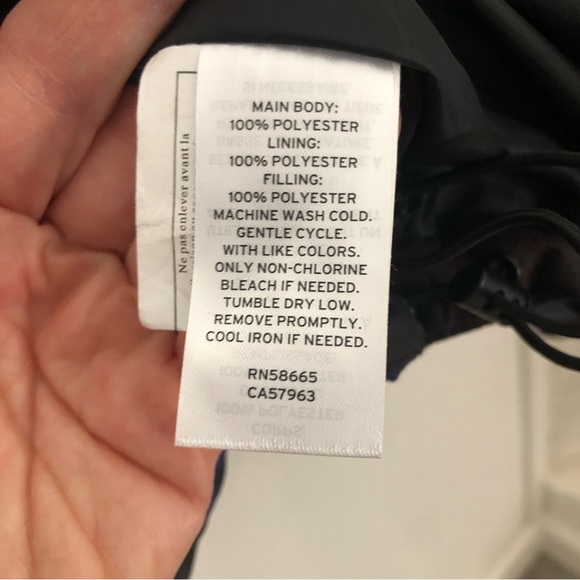 MAIN BODY:
100% POLYESTER
LINING:
100% POLYESTER
FILLING:
100% POLYESTER
MACHINE WASH COLD.
GENTLE CYCLE.
WITH LIKE COLORS.
ONLY NON-CHLORINE
BLEACH IF NEEDED.
TUMBLE DRY LOW.
REMOVE PROMPTLY.
COOL IRON IF NEEDED.
RN58665
CA57963
Ne pas enlever avant la